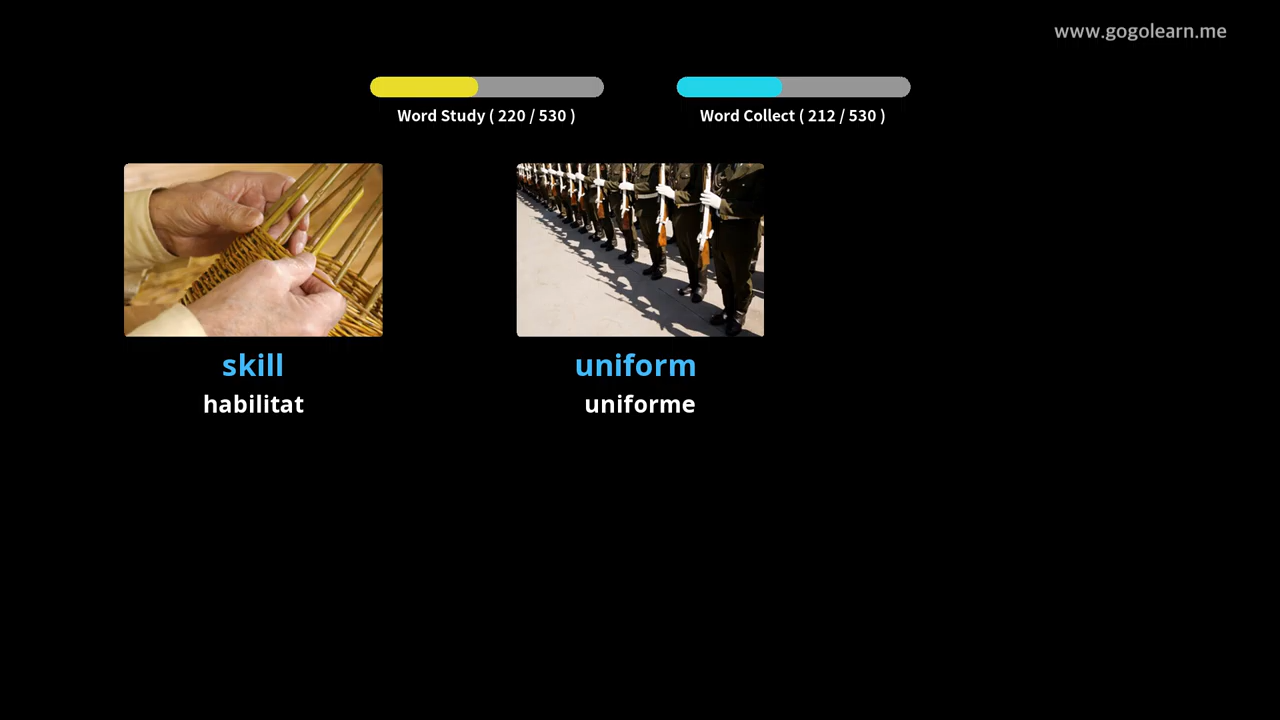 www.gogolearn.me
Word Study ( 220 / 530 )
Word Collect ( 212 / 530 )
skill
habilitat
uniform
uniforme